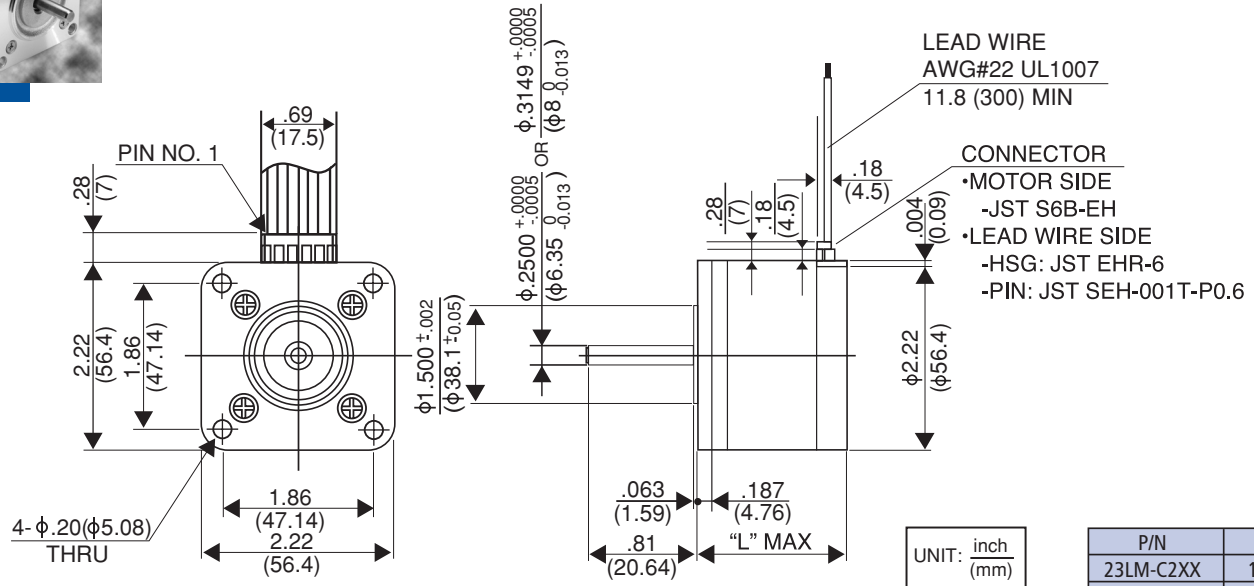 LEAD WIRE
AWG#22 UL1007
11.8 (300) MIN
CONNECTOR
•MOTOR SIDE
-JST S6B-EH
•LEAD WIRE SIDE
-HSG: JST EHR-6
-PIN: JST SEH-001T-P0.6
.69
(17.5)
PIN NO. 1
.28
(7)
2.22
(56.4)
1.86
(47.14)
1.86
(47.14)
2.22
(56.4)
4-ϕ.20(ϕ5.08)
THRU
ϕ1.500 ±.002
(ϕ38.1 ±0.05)
ϕ.2500 +.0000 -.0005
(ϕ6.35 0 -0.013)
OR
ϕ.3149 +.0000 -.0005
(ϕ8 0 -0.013)
.28
(7)
.18
(4.5)
.18
(4.5)
.004
(0.09)
ϕ2.22
(ϕ56.4)
.063
(1.59)
.187
(4.76)
.81
(20.64)
“L” MAX
UNIT: inch
(mm)
P/N
23LM-C2XX
1